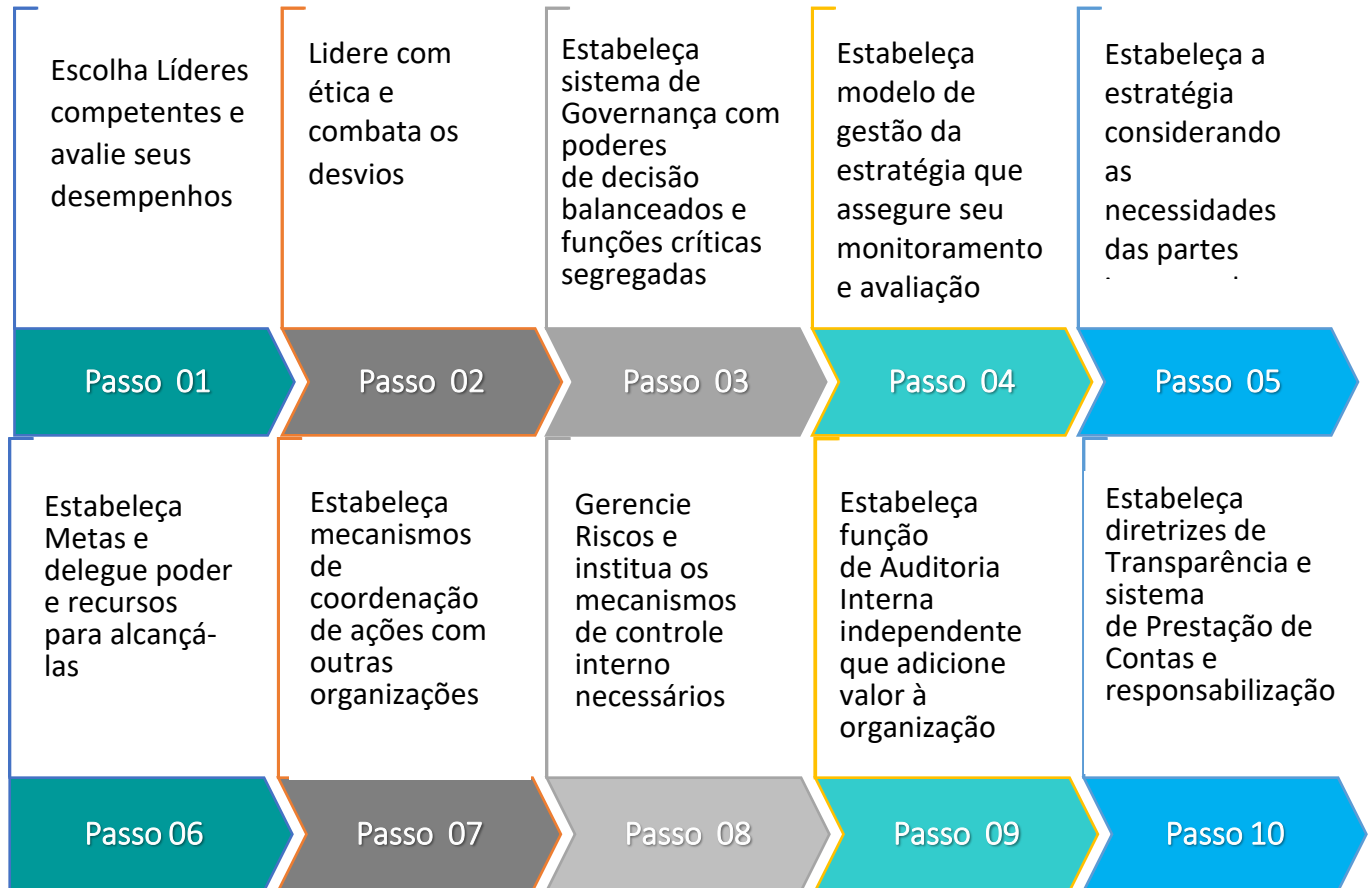 Escolha Líderes
competentes e
avalie seus
desempenhos
Lidere com
ética e
combata os
desvios
Estabeleça
sistema de
Governança com
poderes
de decisão
balanceados e
funções críticas
segregadas
Estabeleça
modelo de
gestão da
estratégia que
assegure seu
monitoramento
e avaliação
Estabeleça a
estratégia
considerando
as
necessidades
das partes
Passo 01
Passo 02
Passo 03
Passo 04
Passo 05
Estabeleça
Metas e
delegue poder
e recursos
para alcançá-
las
Estabeleça
mecanismos
de
coordenação
de ações com
outras
organizações
Gerencie
Riscos e
institua os
mecanismos
de controle
interno
necessários
Estabeleça
função
de Auditoria
Interna
independente
que adicione
valor à
organização
Estabeleça
diretrizes de
Transparência e
sistema
de Prestação de
Contas e
responsabilização
Passo 06
Passo 07
Passo 08
Passo 09
Passo 10